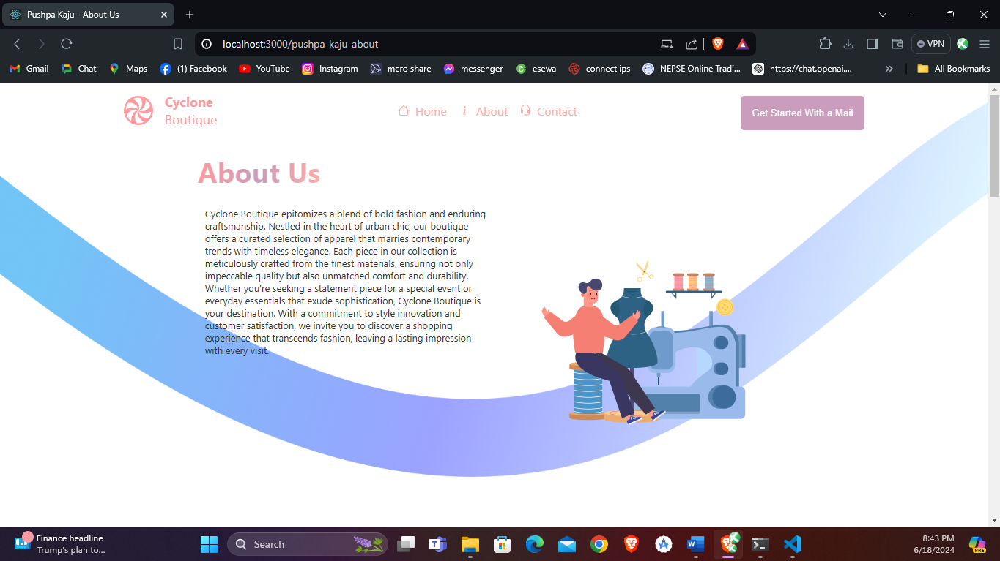 Pushpa Kaju - About Us
localhost:3000/pushpa-kaju-about
VPN
Gmail
Chat
Maps
(1) Facebook
YouTube
Instagram
mero share
messenger
esewa
connect ips
NEPSE Online Tradi...
https://chat.openai....
All Bookmarks
Cyclone
Boutique
Home
About
Contact
Get Started With a Mail
About Us
Cyclone Boutique epitomizes a blend of bold fashion and enduring
craftsmanship. Nestled in the heart of urban chic, our boutique
offers a curated selection of apparel that marries contemporary
trends with timeless elegance. Each piece in our collection is
meticulously crafted from the finest materials, ensuring not only
impeccable quality but also unmatched comfort and durability.
Whether you're seeking a statement piece for a special event or
everyday essentials that exude sophistication, Cyclone Boutique is
your destination. With a commitment to style innovation and
customer satisfaction, we invite you to discover a shopping
experience that transcends fashion, leaving a lasting impression
with every visit.
1
Finance headline
Trump's plan to...
Search
8:43 PM
6/18/2024
PRE